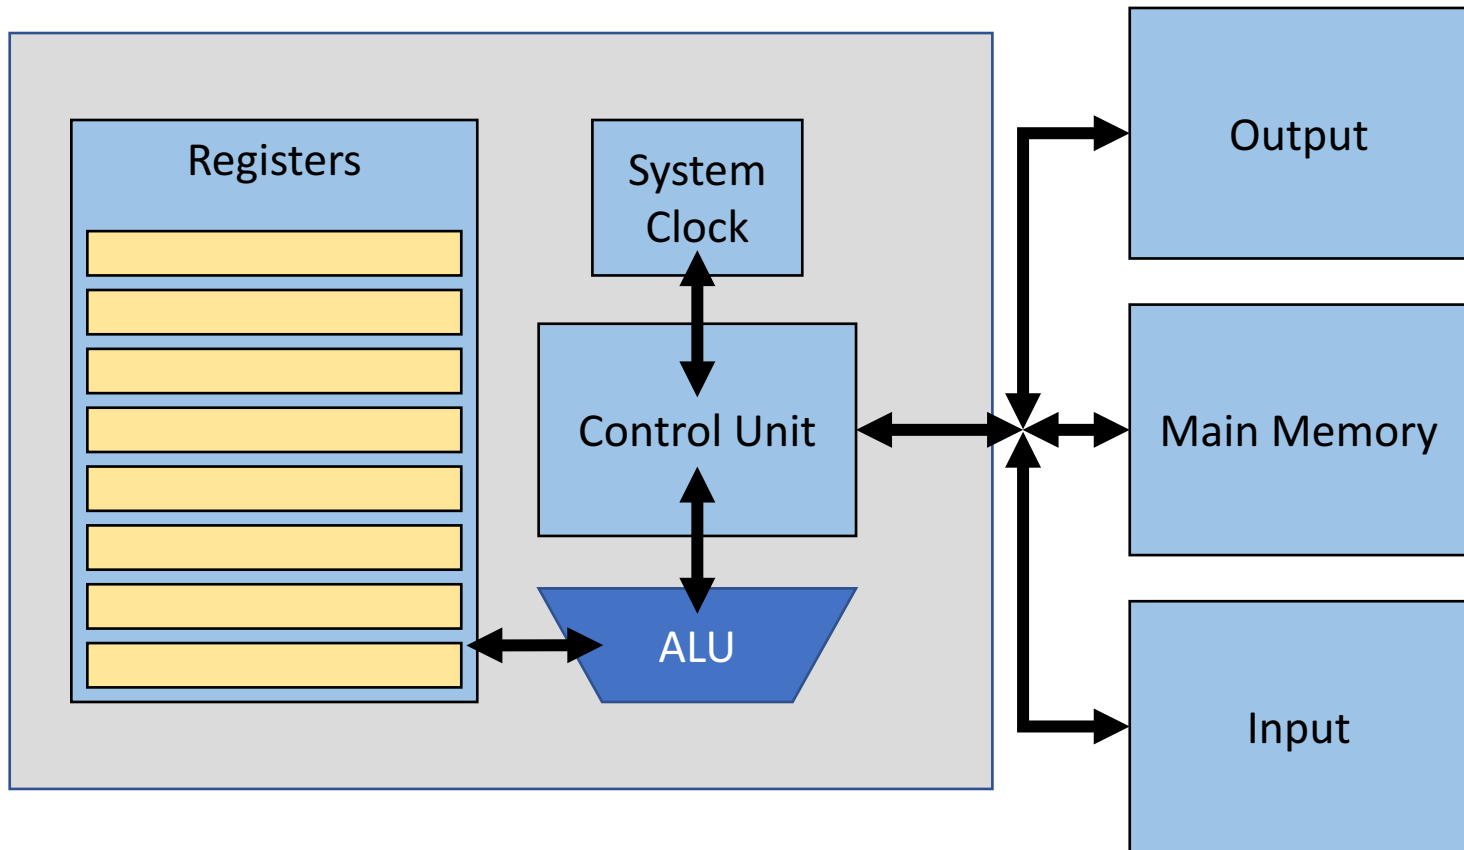 Registers
System
Clock
Control Unit
ALU
Output
Main Memory
Input